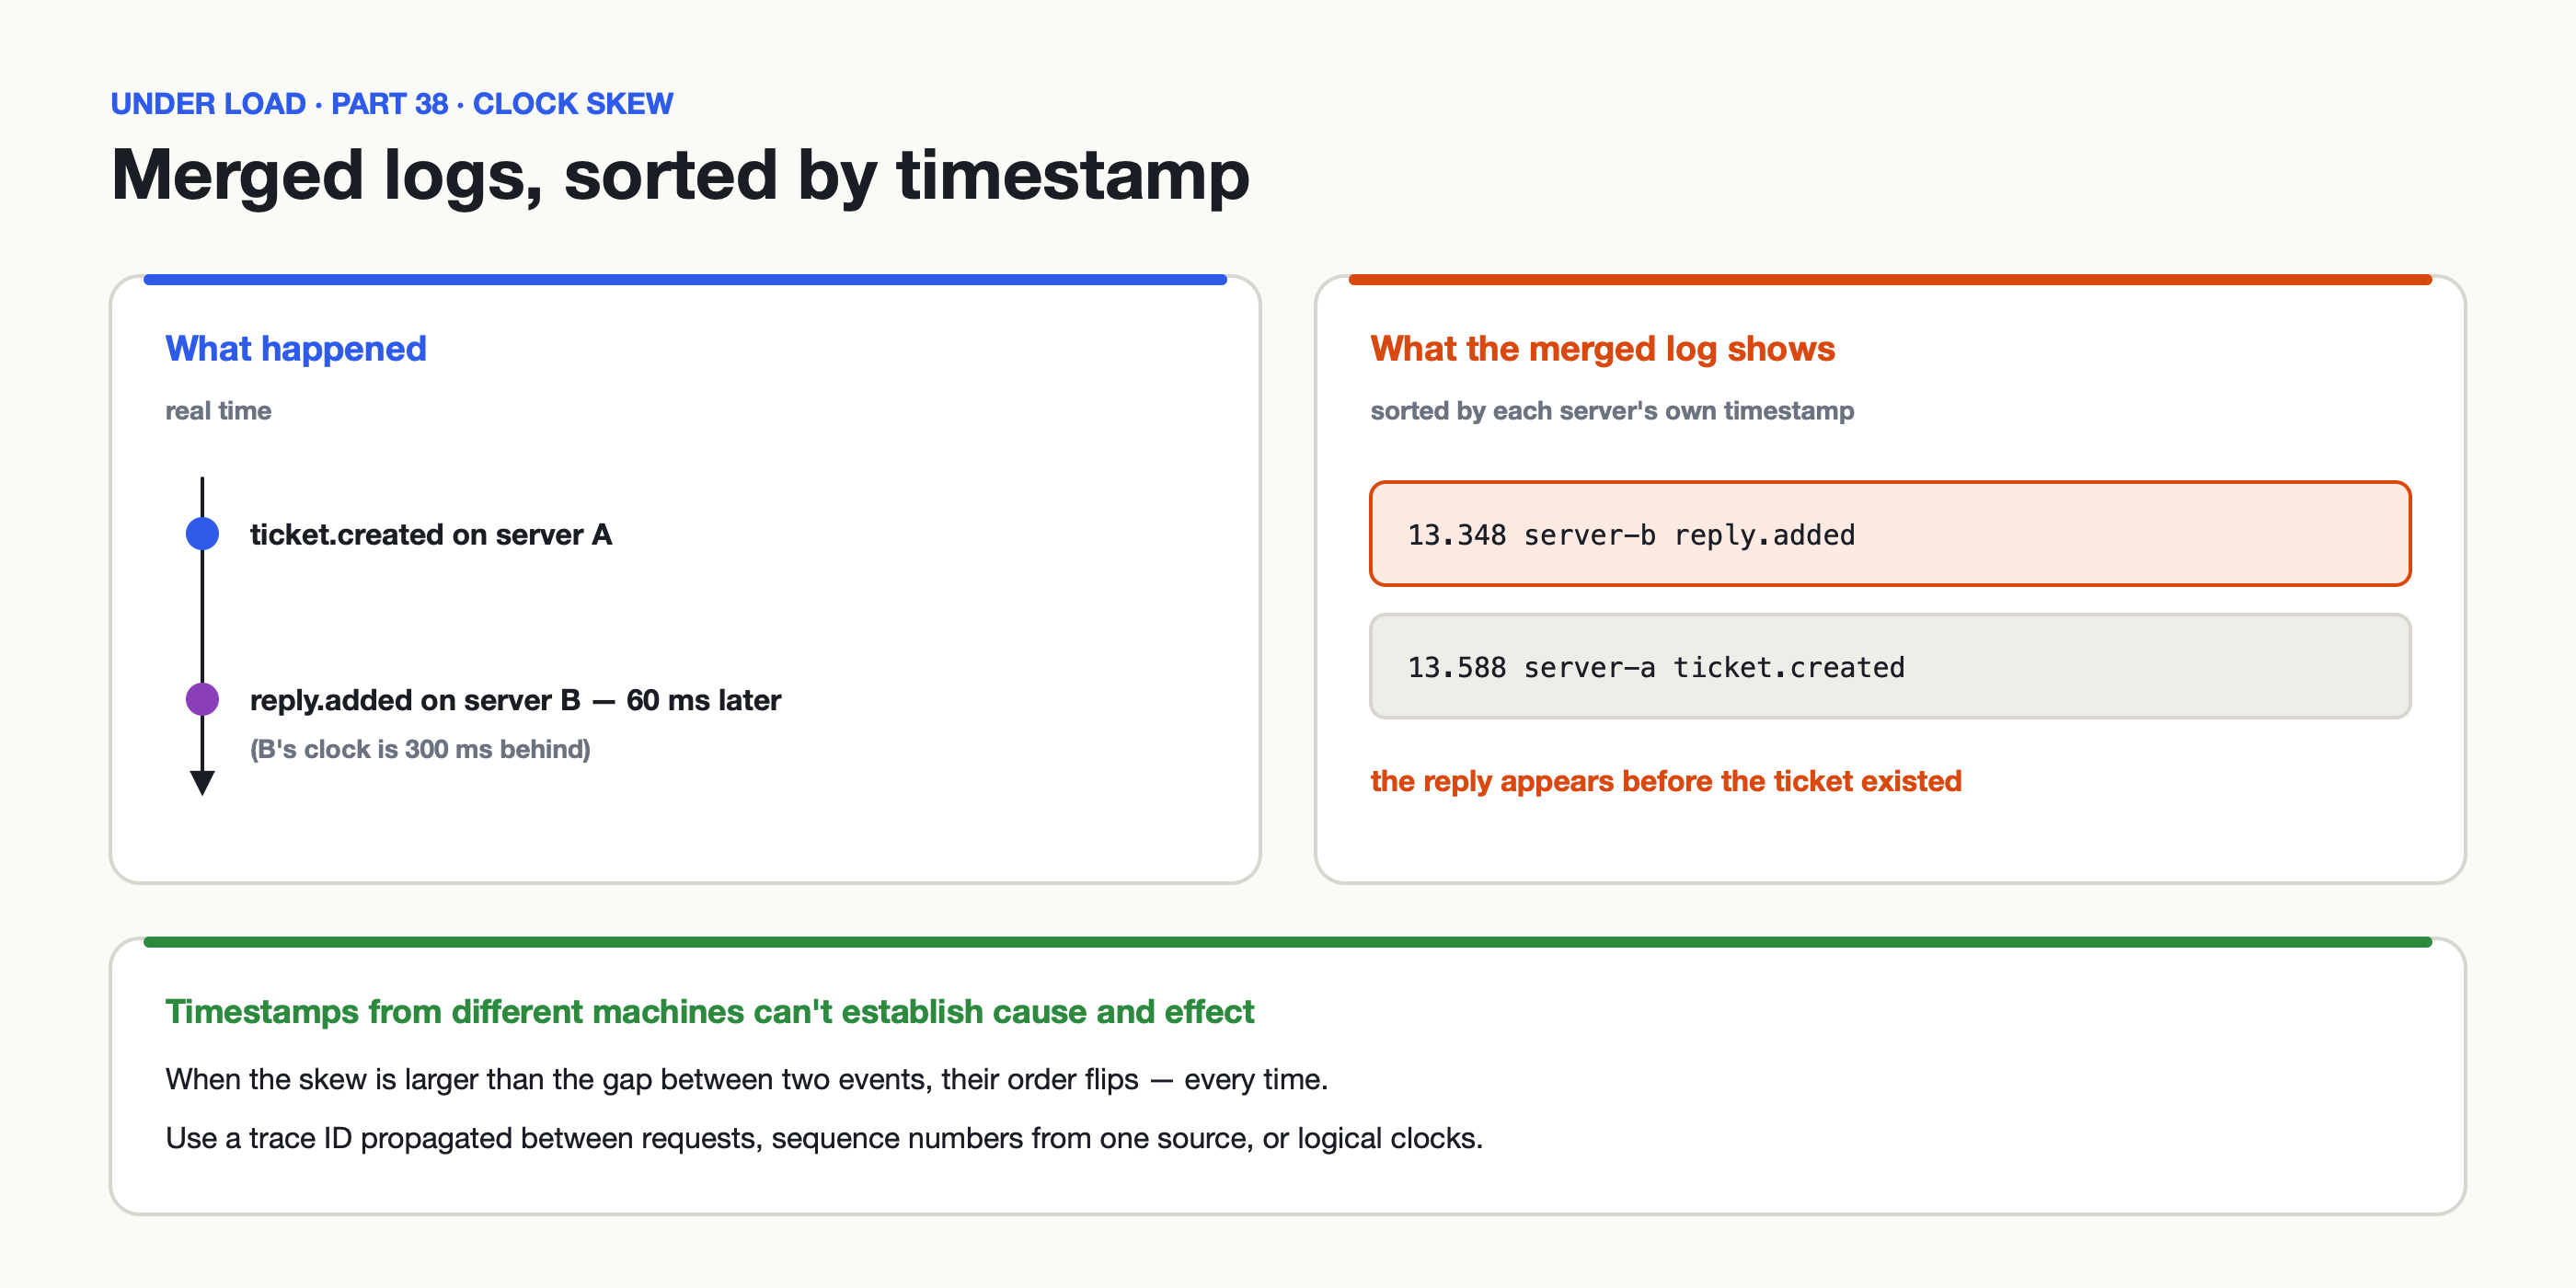 UNDER LOAD · PART 38 · CLOCK SKEW
Merged logs, sorted by timestamp
What happened
real time
ticket.created on server A
reply.added on server B — 60 ms later
(B's clock is 300 ms behind)
What the merged log shows
sorted by each server's own timestamp
13.348 server-b reply.added
13.588 server-a ticket.created
the reply appears before the ticket existed
Timestamps from different machines can't establish cause and effect
When the skew is larger than the gap between two events, their order flips — every time.
Use a trace ID propagated between requests, sequence numbers from one source, or logical clocks.